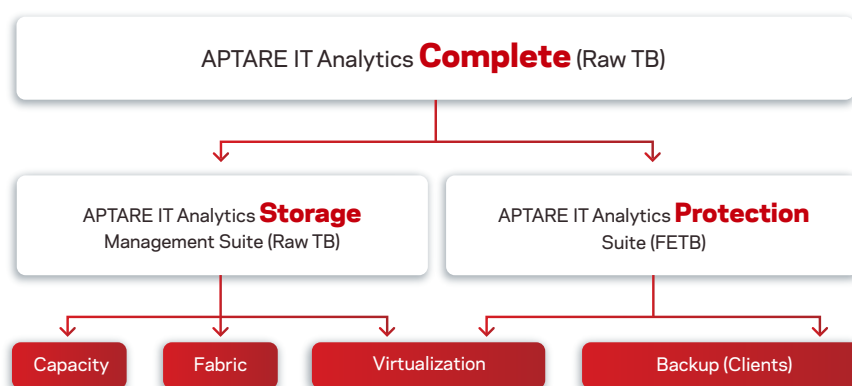 APTARE IT Analytics Complete (Raw TB)
APTARE IT Analytics Storage
Management Suite (Raw TB)
APTARE IT Analytics Protection
Suite (FETB)
Capacity
Fabric
Virtualization
Backup (Clients)